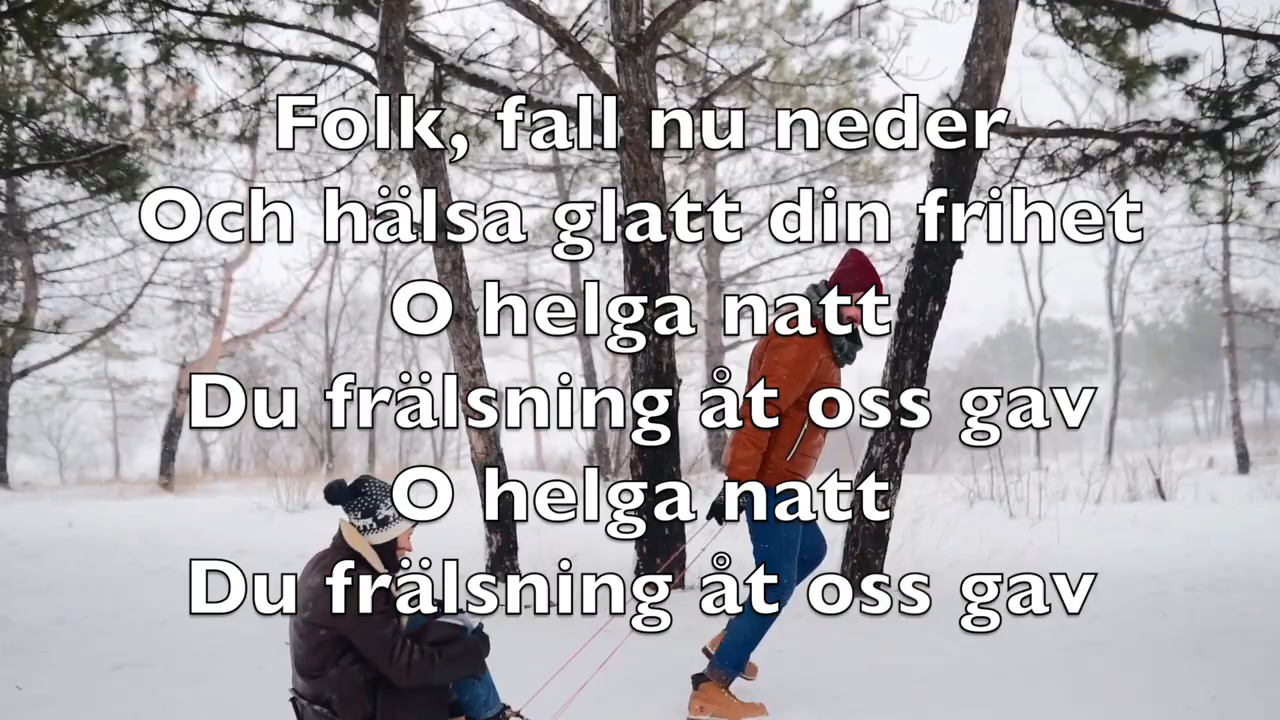 Folk, fall nu neder
Och hälsa glatt din frihet
O helga natt
Du frälsning åt oss gav
O helga natt
Du frälsning åt oss gav